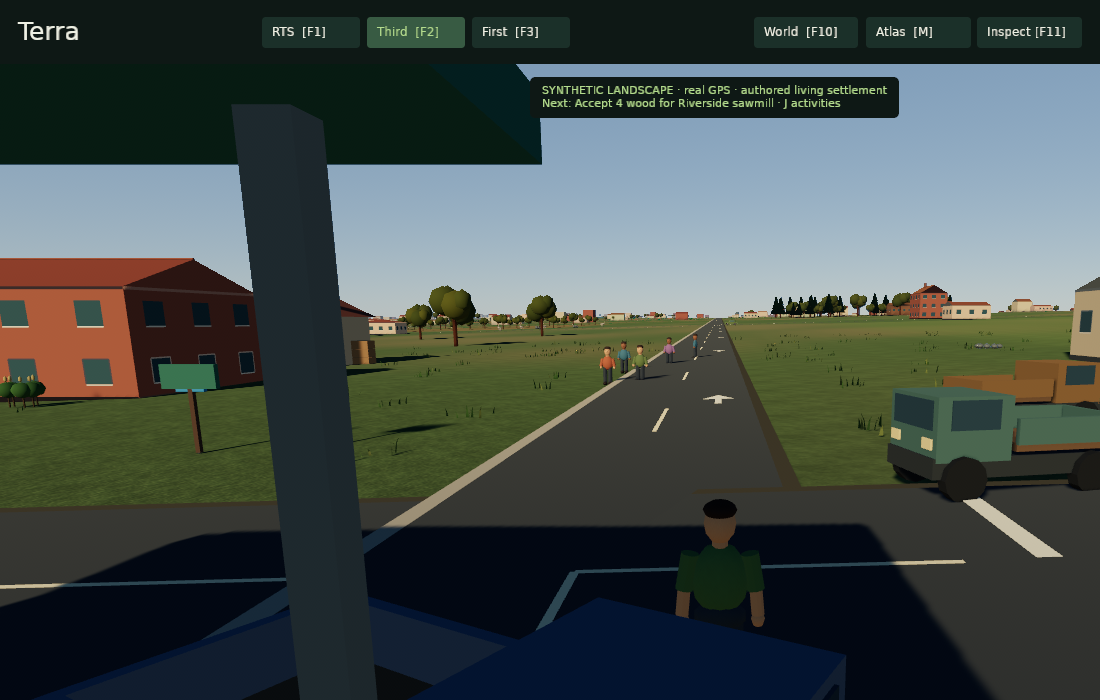 Terra
RTS [F1]
Third [F2]
First [F3]
World [F10]
Atlas [M]
Inspect [F11]
SYNTHETIC LANDSCAPE · real GPS · authored living settlement
Next: Accept 4 wood for Riverside sawmill · J activities